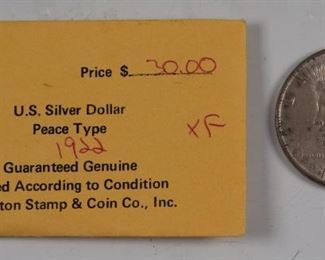 Price $ 30.00
U.S. Silver Dollar
Peace Type XF
1922
Guaranteed Genuine
ed According to Condition
ton Stamp & Coin Co., Inc.